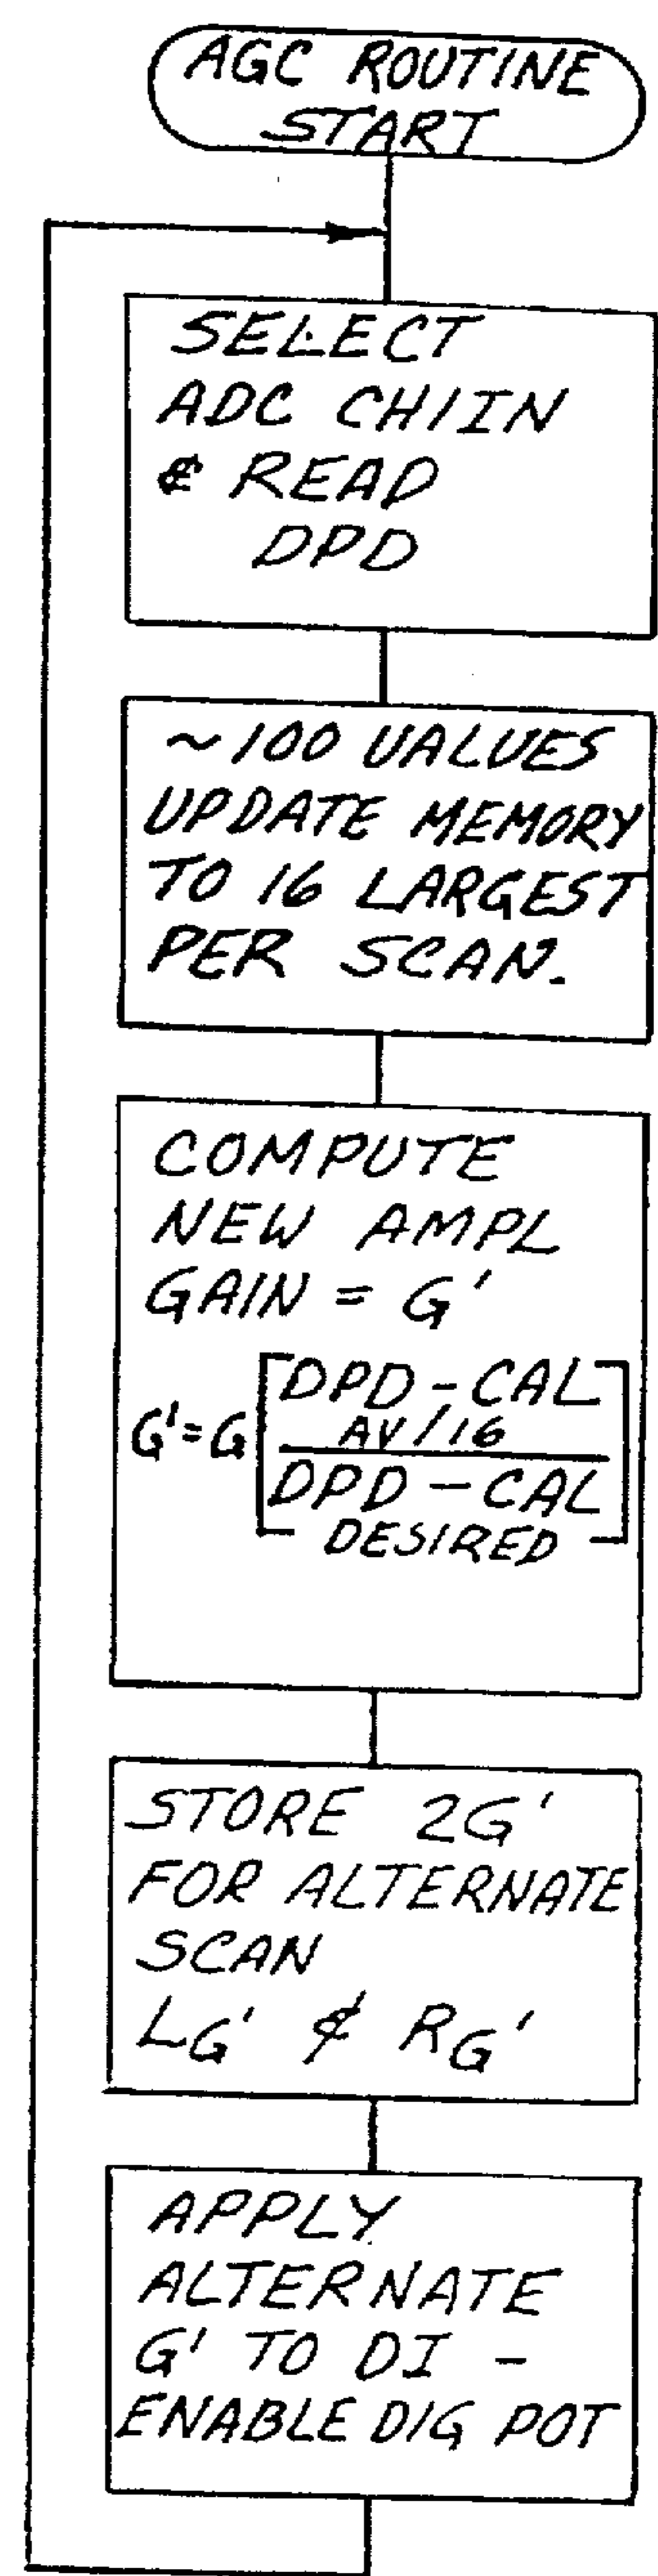 AGC ROUTINE
START
SELECT
ADC CH1IN
& READ
DPD
~100 VALUES
UPDATE MEMORY
TO 16 LARGEST
PER SCAN.
COMPUTE
NEW AMPL
GAIN = G'
G'=G[DPD-CAL
AV/16
DPD-CAL
DESIRED]
STORE 2G'
FOR ALTERNATE
SCAN
LG' & RG'
APPLY
ALTERNATE
G' TO DI -
ENABLE DIG POT